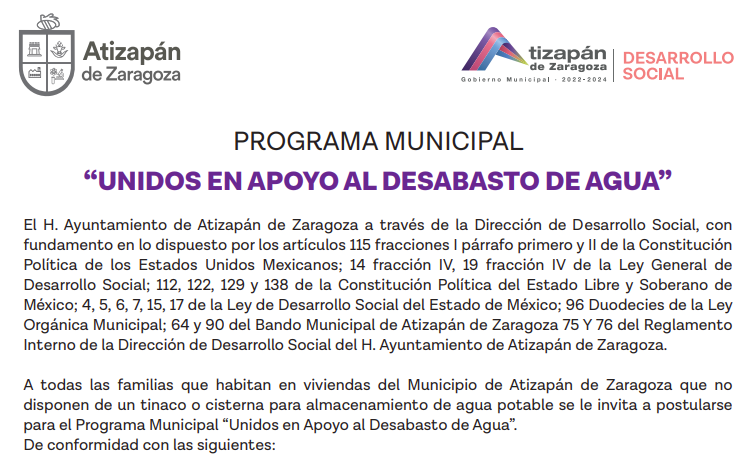 Atizapán
de Zaragoza
tizapán
de Zaragoza
Gobierno Municipal - 2022-2024
DESARROLLO
SOCIAL
PROGRAMA MUNICIPAL
“UNIDOS EN APOYO AL DESABASTO DE AGUA”
El H. Ayuntamiento de Atizapán de Zaragoza a través de la Dirección de Desarrollo Social, con
fundamento en lo dispuesto por los artículos 115 fracciones I párrafo primero y II de la Constitución
Política de los Estados Unidos Mexicanos; 14 fracción IV, 19 fracción IV de la Ley General de
Desarrollo Social; 112, 122, 129 y 138 de la Constitución Política del Estado Libre y Soberano de
México; 4, 5, 6, 7, 15, 17 de la Ley de Desarrollo Social del Estado de México; 96 Duodecies de la Ley
Orgánica Municipal; 64 y 90 del Bando Municipal de Atizapán de Zaragoza 75 Y 76 del Reglamento
Interno de la Dirección de Desarrollo Social del H. Ayuntamiento de Atizapán de Zaragoza.
A todas las familias que habitan en viviendas del Municipio de Atizapán de Zaragoza que no
disponen de un tinaco o cisterna para almacenamiento de agua potable se le invita a postularse
para el Programa Municipal “Unidos en Apoyo al Desabasto de Agua”.
De conformidad con las siguientes: